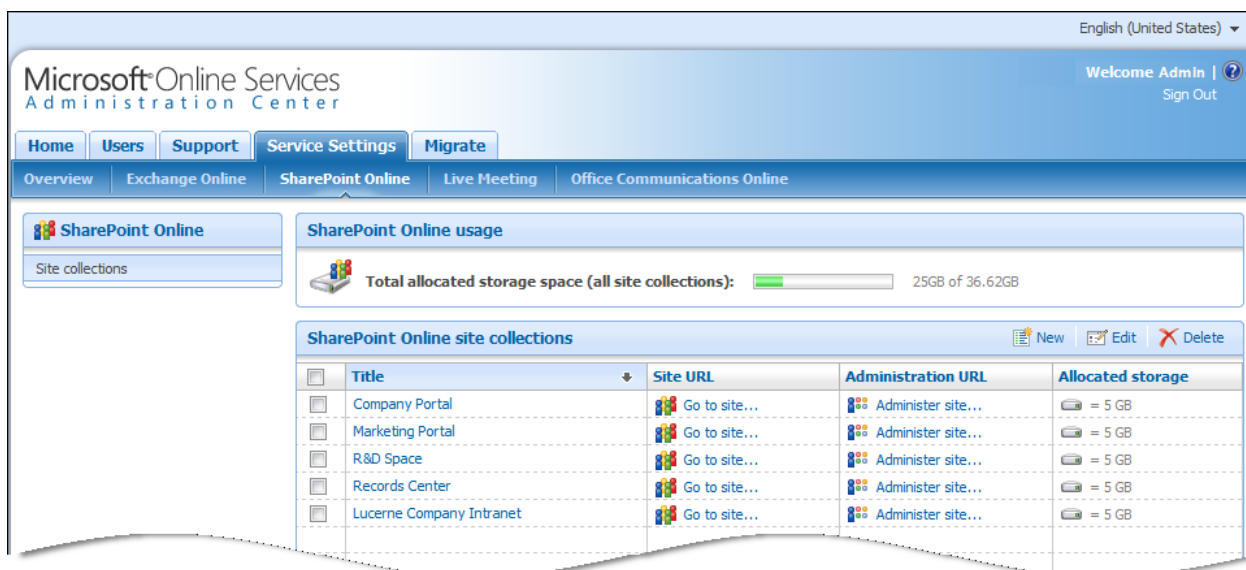 English (United States)
Microsoft® Online Services
Administration Center
Welcome Admin | ?
Sign Out
Home Users Support Service Settings Migrate
Overview Exchange Online SharePoint Online Live Meeting Office Communications Online
SharePoint Online
Site collections
SharePoint Online usage
Total allocated storage space (all site collections): 25GB of 36.62GB
SharePoint Online site collections New Edit Delete
Title Site URL Administration URL Allocated storage
Company Portal Go to site... Administer site... = 5 GB
Marketing Portal Go to site... Administer site... = 5 GB
R&D Space Go to site... Administer site... = 5 GB
Records Center Go to site... Administer site... = 5 GB
Lucerne Company Intranet Go to site... Administer site... = 5 GB